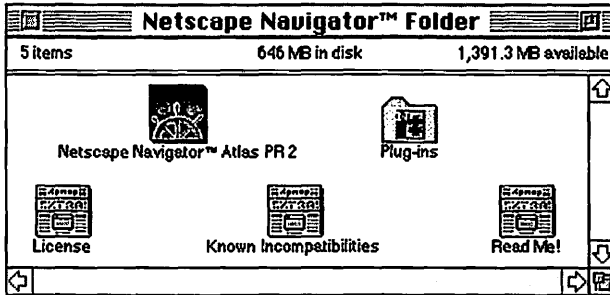 Netscape Navigator™ Folder
5 items 646 MB in disk 1,391.3 MB available
Netscape Navigator™ Atlas PR 2 Plug-ins
License Known Incompatibilities Read Me!